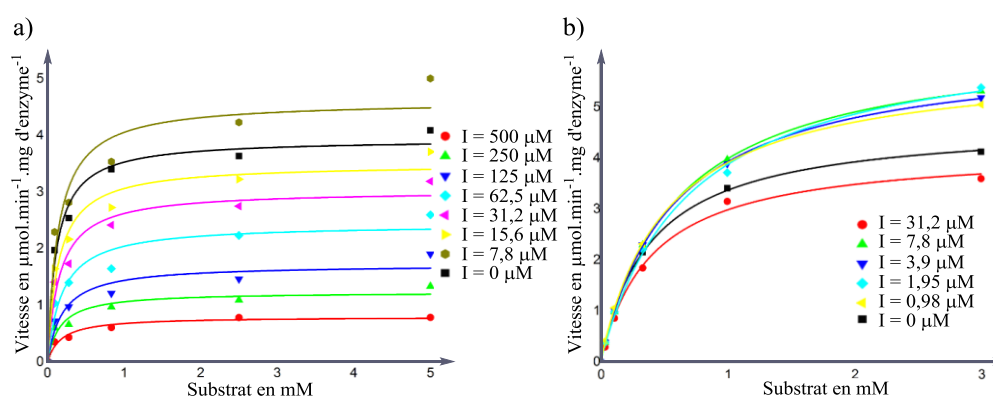 a)
Vitesse en µmol.min⁻¹.mg d'enzyme⁻¹
5
4
3
2
1
0
0
1
2
3
4
5
Substrat en mM
I = 500 µM
I = 250 µM
I = 125 µM
I = 62,5 µM
I = 31,2 µM
I = 15,6 µM
I = 7,8 µM
I = 0 µM
b)
Vitesse en µmol.min⁻¹.mg d'enzyme⁻¹
5
4
3
2
1
0
0
1
2
3
Substrat en mM
I = 31,2 µM
I = 7,8 µM
I = 3,9 µM
I = 1,95 µM
I = 0,98 µM
I = 0 µM